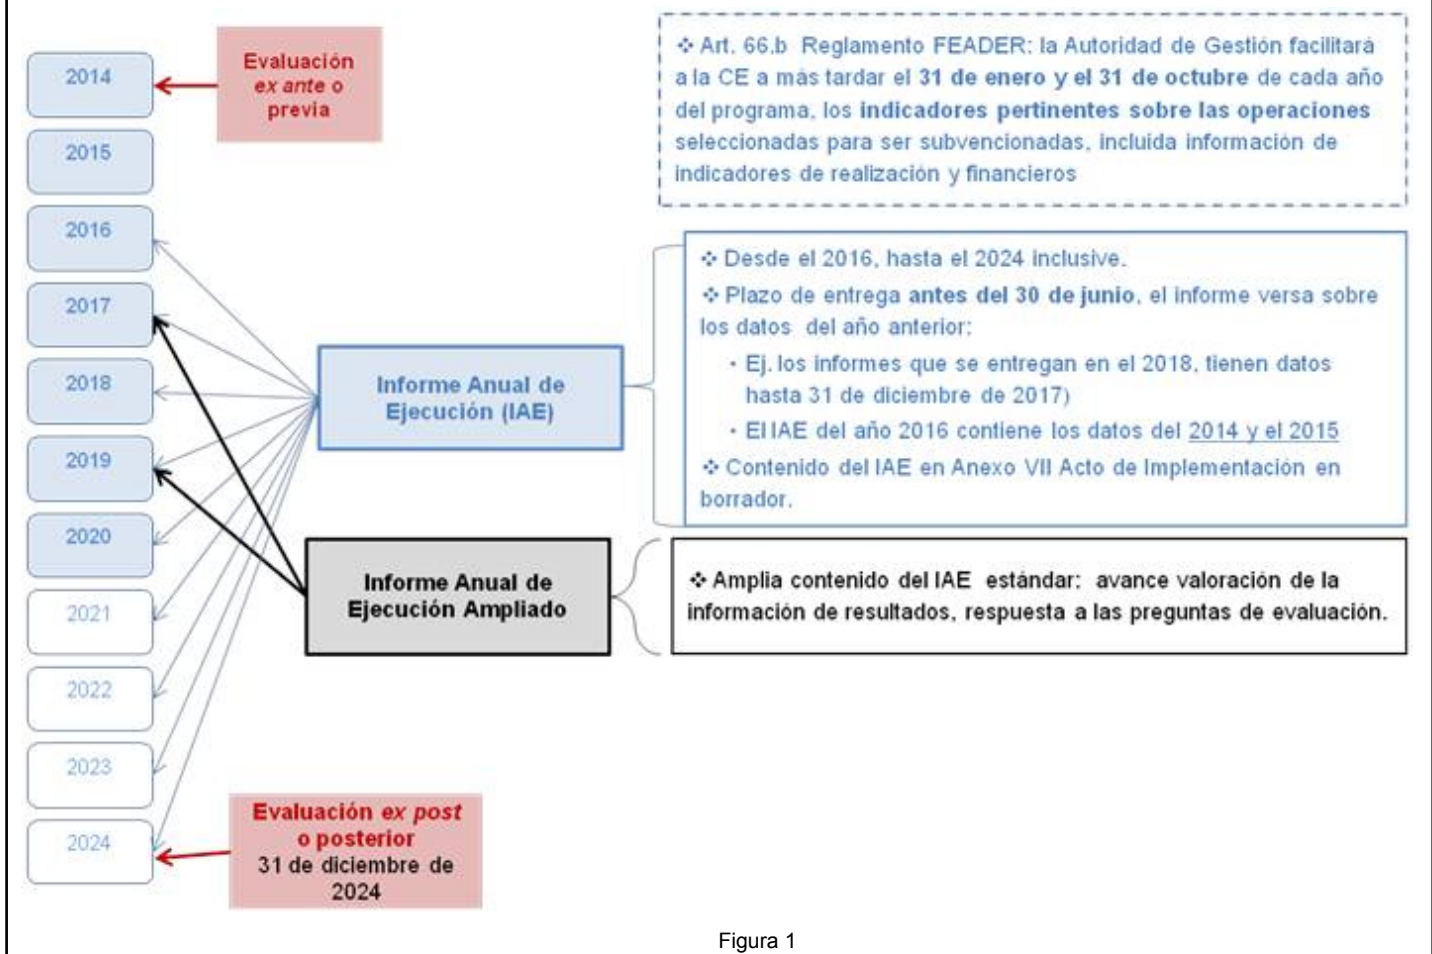 2014
Evaluación
ex ante o
previa
❖ Art. 66.b Reglamento FEADER: la Autoridad de Gestión facilitará
a la CE a más tardar el 31 de enero y el 31 de octubre de cada año
del programa, los indicadores pertinentes sobre las operaciones
seleccionadas para ser subvencionadas, incluida información de
indicadores de realización y financieros
2015
2016
2017
2018
2019
2020
2021
2022
2023
2024
Informe Anual de
Ejecución (IAE)
❖ Desde el 2016, hasta el 2024 inclusive.
❖ Plazo de entrega antes del 30 de junio, el informe versa sobre
los datos del año anterior:
· Ej. los informes que se entregan en el 2018, tienen datos
hasta 31 de diciembre de 2017)
· El IAE del año 2016 contiene los datos del 2014 y el 2015
❖ Contenido del IAE en Anexo VII Acto de Implementación en
borrador.
Informe Anual de
Ejecución Ampliado
❖ Amplia contenido del IAE estándar: avance valoración de la
información de resultados, respuesta a las preguntas de evaluación.
Evaluación ex post
o posterior
31 de diciembre de
2024
Figura 1